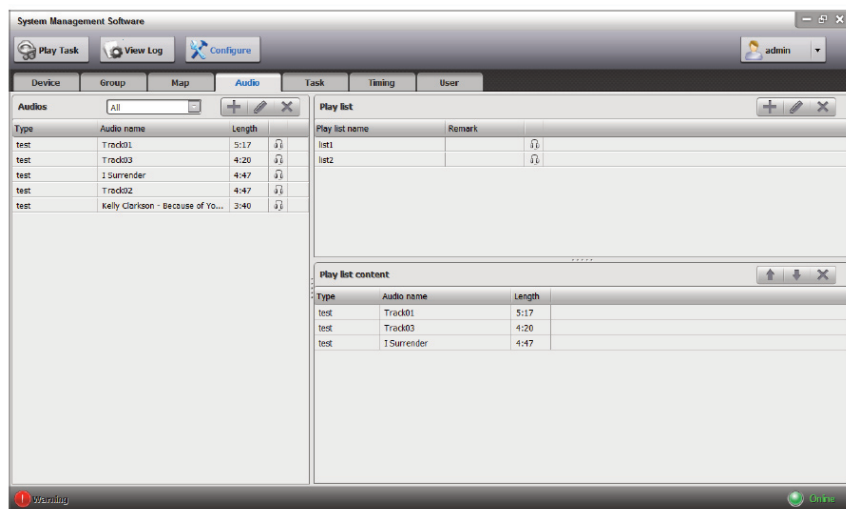 System Management Software
Play Task View Log Configure admin
Device Group Map Audio Task Timing User
Audios All
Type Audio name Length
test Track01 5:17
test Track03 4:20
test I Surrender 4:47
test Track02 4:47
test Kelly Clarkson - Because of Yo... 3:40
Play list
Play list name Remark
list1
list2
Play list content
Type Audio name Length
test Track01 5:17
test Track03 4:20
test I Surrender 4:47
Warning Online